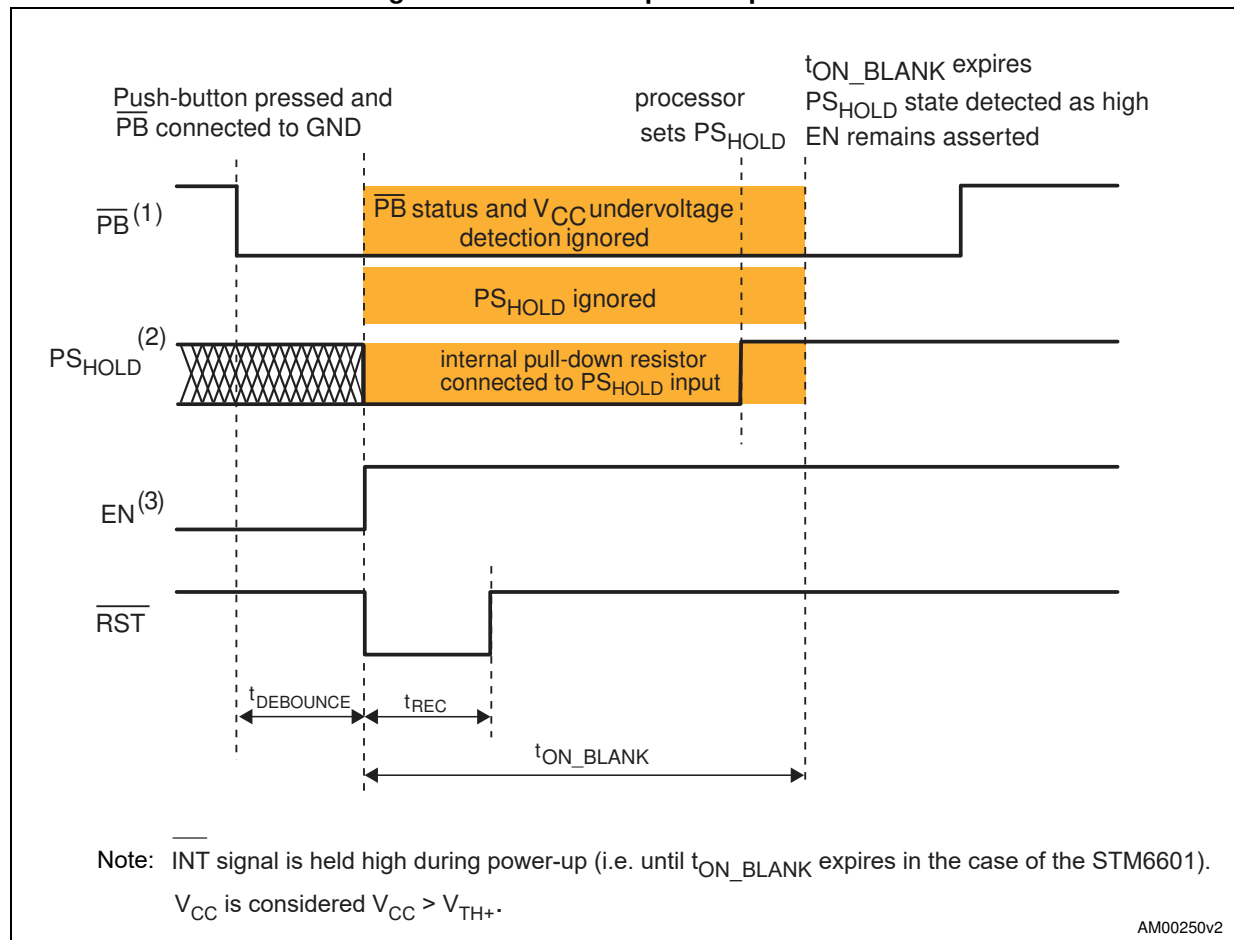 Push-button pressed and
PB connected to GND
processor
sets PSHOLD
tON_BLANK expires
PSHOLD state detected as high
EN remains asserted
PB(1)
PB status and VCC undervoltage
detection ignored
PSHOLD ignored
PSHOLD(2)
internal pull-down resistor
connected to PSHOLD input
EN(3)
RST
tDEBOUNCE
tREC
tON_BLANK
Note: INT signal is held high during power-up (i.e. until tON_BLANK expires in the case of the STM6601).
VCC is considered VCC > VTH+.
AM00250v2